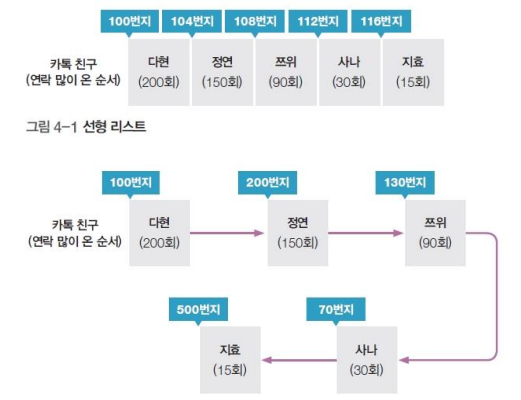 100번지 104번지 108번지 112번지 116번지
카톡 친구 다현 정연 쯔위 사나 지효
(연락 많이 온 순서) (200회) (150회) (90회) (30회) (15회)
그림 4-1 선형 리스트
100번지 200번지 130번지
카톡 친구 다현 정연 쯔위
(연락 많이 온 순서) (200회) (150회) (90회)
500번지 70번지
지효 사나
(15회) (30회)